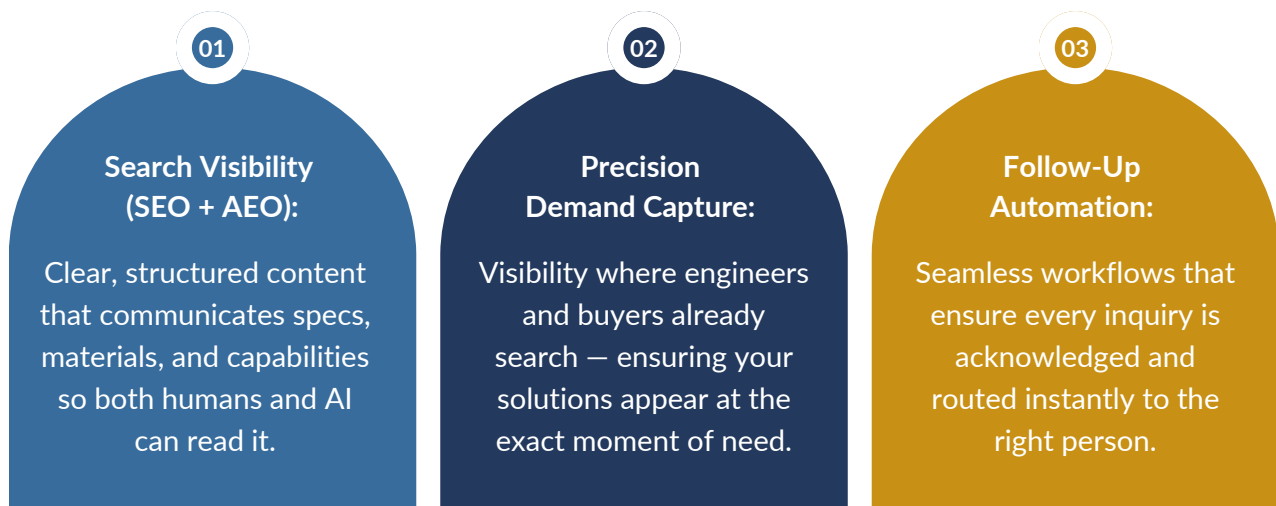 01
Search Visibility
(SEO + AEO):
Clear, structured content
that communicates specs,
materials, and capabilities
so both humans and AI
can read it.
02
Precision
Demand Capture:
Visibility where engineers
and buyers already
search — ensuring your
solutions appear at the
exact moment of need.
03
Follow-Up
Automation:
Seamless workflows that
ensure every inquiry is
acknowledged and
routed instantly to the
right person.